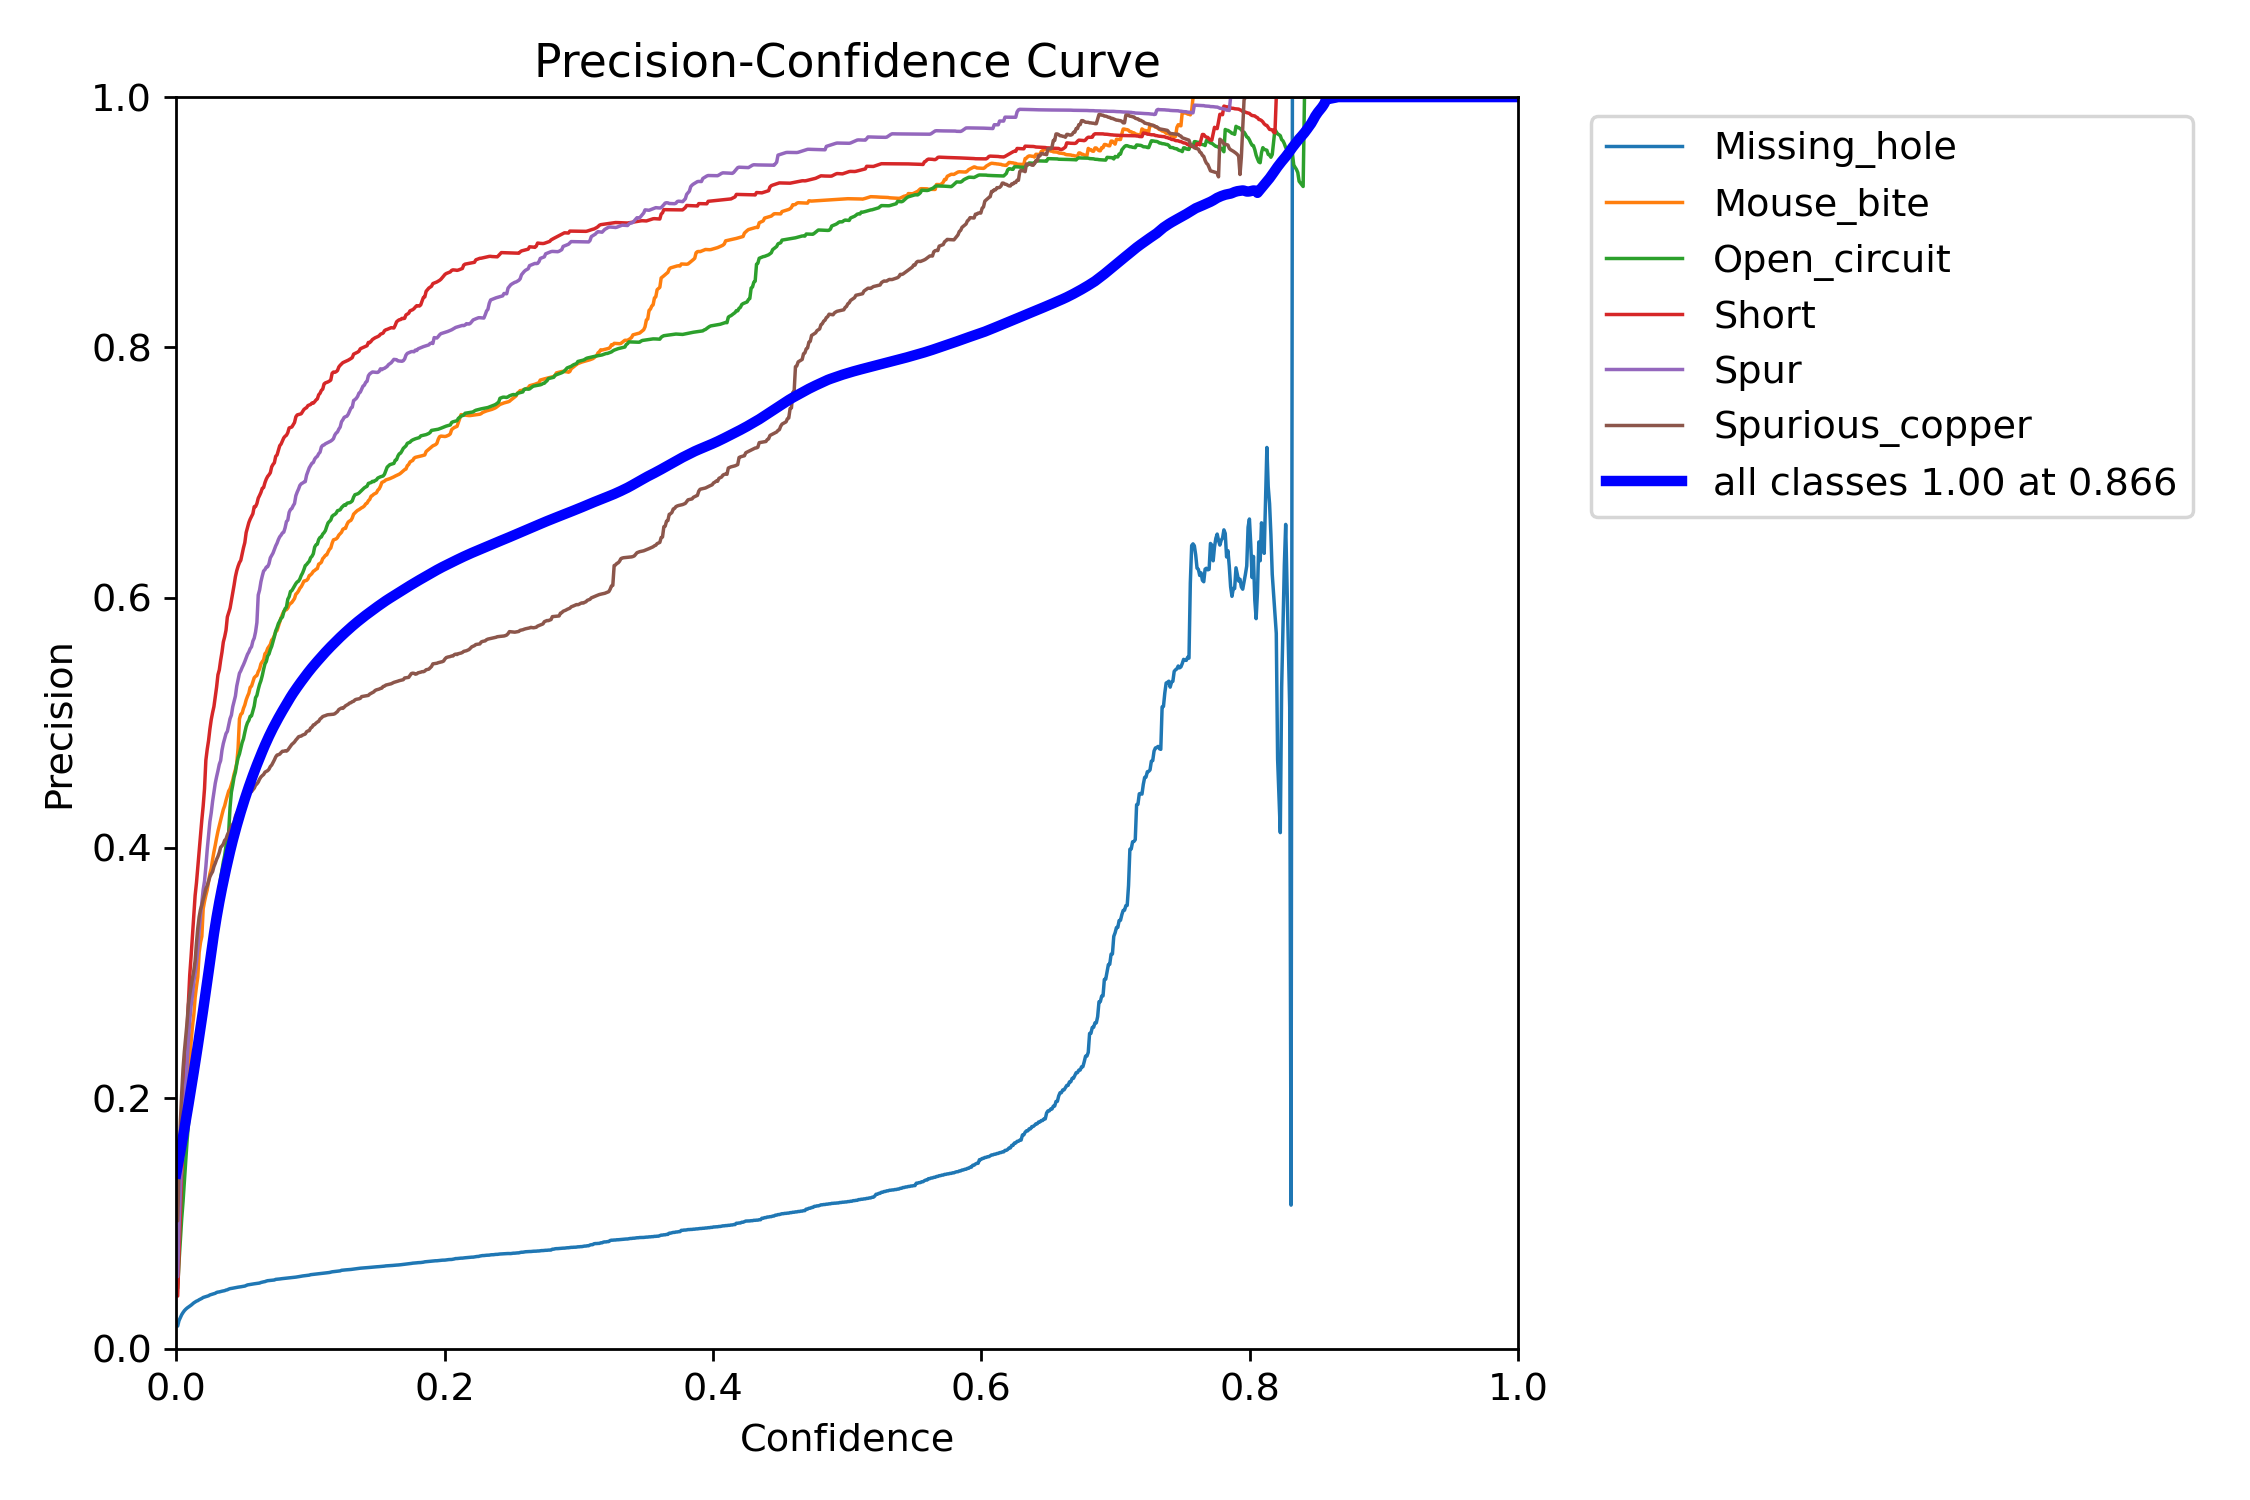 Precision-Confidence Curve
1.0
0.8
0.6
0.4
0.2
0.0
Precision
0.0 0.2 0.4 0.6 0.8 1.0
Confidence
Missing_hole
Mouse_bite
Open_circuit
Short
Spur
Spurious_copper
all classes 1.00 at 0.866